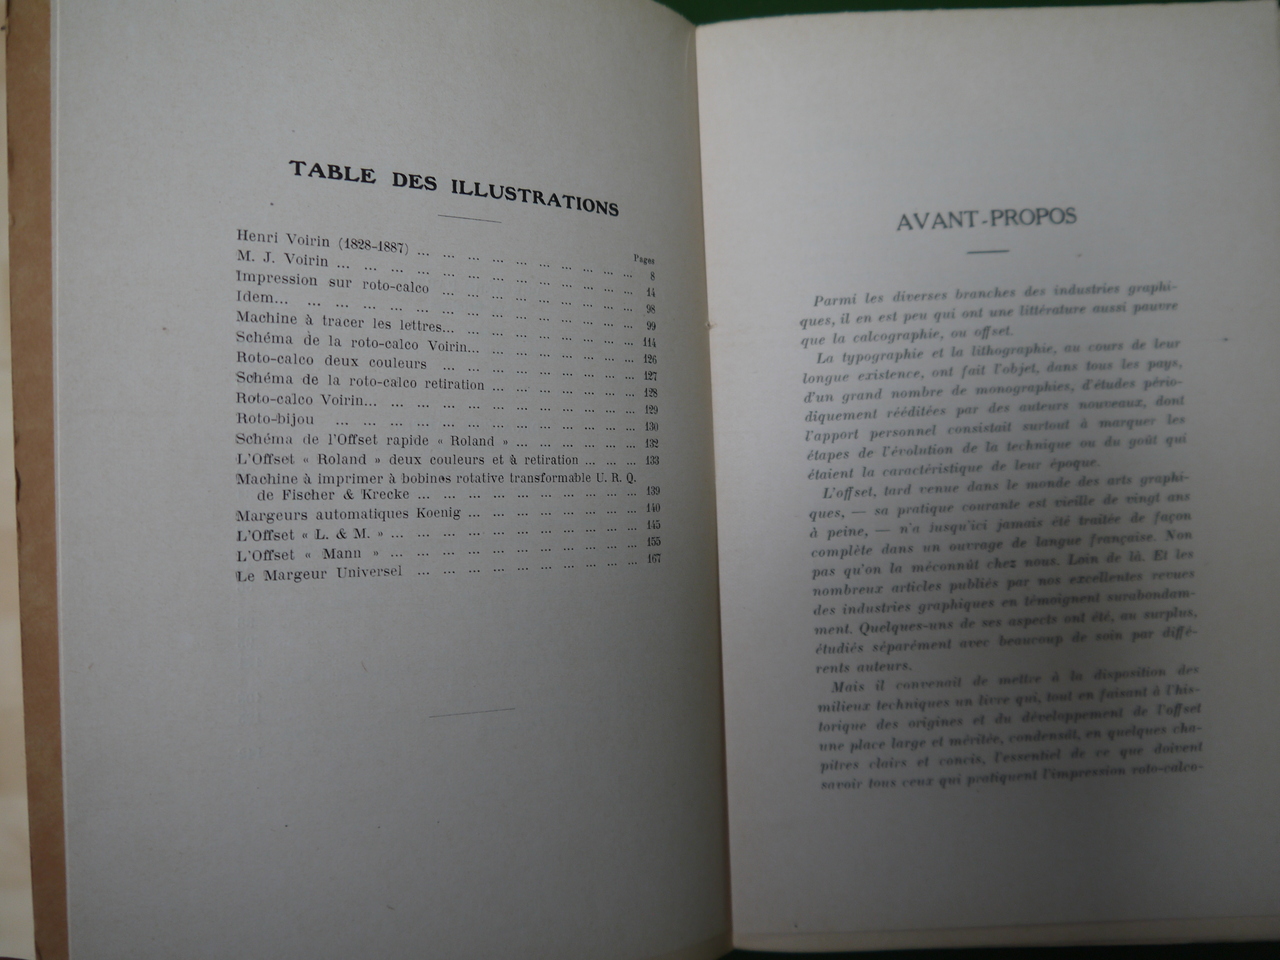 TABLE DES ILLUSTRATIONS
Pages
Henri Voirin (1828-1887) ... ... ... ... ... ... ... ... 8
M. J. Voirin ... ... ... ... ... ... ... ... ... ... ... 14
Impression sur roto-calco ... ... ... ... ... ... ... 98
Idem... ... ... ... ... ... ... ... ... ... ... ... ... 99
Machine à tracer les lettres... ... ... ... ... ... ... 114
Schéma de la roto-calco Voirin... ... ... ... ... ... 126
Roto-calco deux couleurs ... ... ... ... ... ... ... 127
Schéma de la roto-calco retiration ... ... ... ... ... 128
Roto-calco Voirin... ... ... ... ... ... ... ... ... ... 129
Roto-bijou ... ... ... ... ... ... ... ... ... ... ... 130
Schéma de l'Offset rapide « Roland » ... ... ... ... 132
L'Offset « Roland » deux couleurs et à retiration ... ... ... 133
Machine à imprimer à bobines rotative transformable U. R. Q.
de Fischer & Krecke ... ... ... ... ... ... ... ... 139
Margeurs automatiques Koenig ... ... ... ... ... ... 140
L'Offset « L. & M. » ... ... ... ... ... ... ... ... ... 145
L'Offset « Mann » ... ... ... ... ... ... ... ... ... 155
Le Margeur Universel ... ... ... ... ... ... ... ... 167
AVANT-PROPOS
Parmi les diverses branches des industries graphi-
ques, il en est peu qui ont une littérature aussi pauvre
que la calcographie, ou offset.
La typographie et la lithographie, au cours de leur
longue existence, ont fait l'objet, dans tous les pays,
d'un grand nombre de monographies, d'études pério-
diquement rééditées par des auteurs nouveaux, dont
l'apport personnel consistait surtout à marquer les
étapes de l'évolution de la technique ou du goût qui
étaient la caractéristique de leur époque.
L'offset, tard venue dans le monde des arts graphi-
ques, — sa pratique courante est vieille de vingt ans
à peine, — n'a jusqu'ici jamais été traitée de façon
complète dans un ouvrage de langue française. Non
pas qu'on la méconnût chez nous. Loin de là. Et les
nombreux articles publiés par nos excellentes revues
des industries graphiques en témoignent surabondam-
ment. Quelques-uns de ses aspects ont été, au surplus,
étudiés séparément avec beaucoup de soin par diffé-
rents auteurs.
Mais il convenait de mettre à la disposition des
milieux techniques un livre qui, tout en faisant à l'his-
torique des origines et du développement de l'offset
une place large et méritée, condensât, en quelques cha-
pitres clairs et concis, l'essentiel de ce que doivent
savoir tous ceux qui pratiquent l'impression roto-calco-